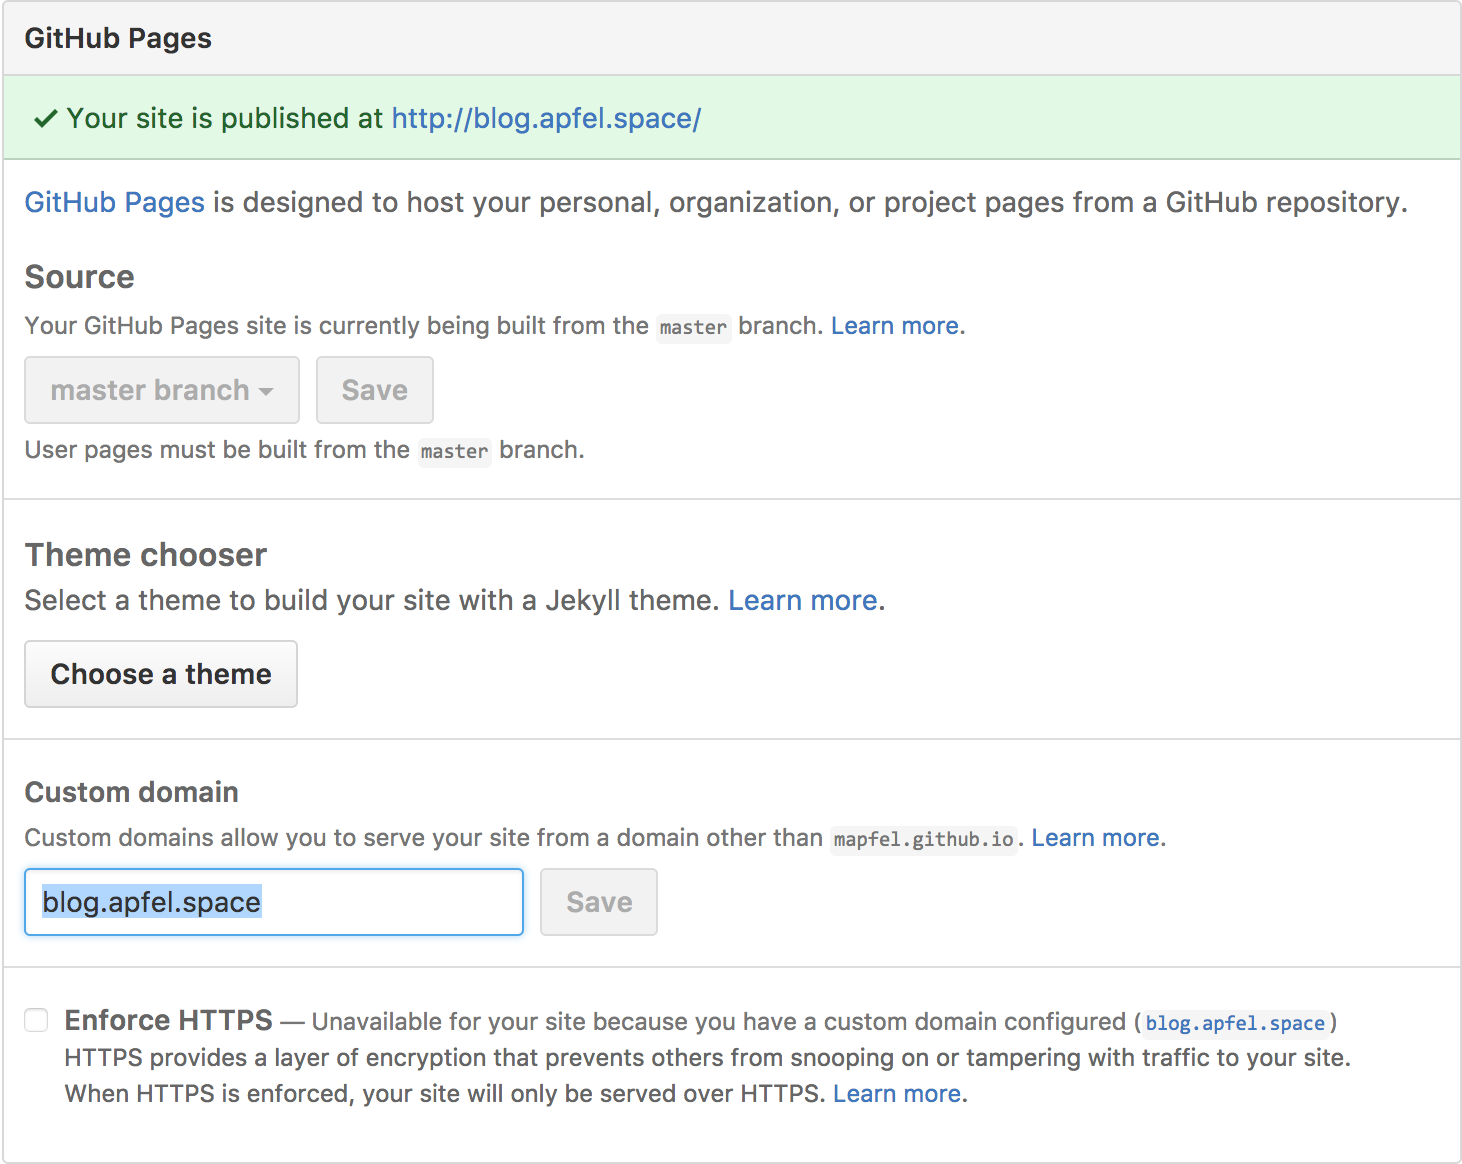 GitHub Pages
Your site is published at http://blog.apfel.space/
GitHub Pages is designed to host your personal, organization, or project pages from a GitHub repository.
Source
Your GitHub Pages site is currently being built from the master branch. Learn more.
master branch Save
User pages must be built from the master branch.
Theme chooser
Select a theme to build your site with a Jekyll theme. Learn more.
Choose a theme
Custom domain
Custom domains allow you to serve your site from a domain other than mapfel.github.io. Learn more.
blog.apfel.space Save
Enforce HTTPS — Unavailable for your site because you have a custom domain configured (blog.apfel.space)
HTTPS provides a layer of encryption that prevents others from snooping on or tampering with traffic to your site.
When HTTPS is enforced, your site will only be served over HTTPS. Learn more.